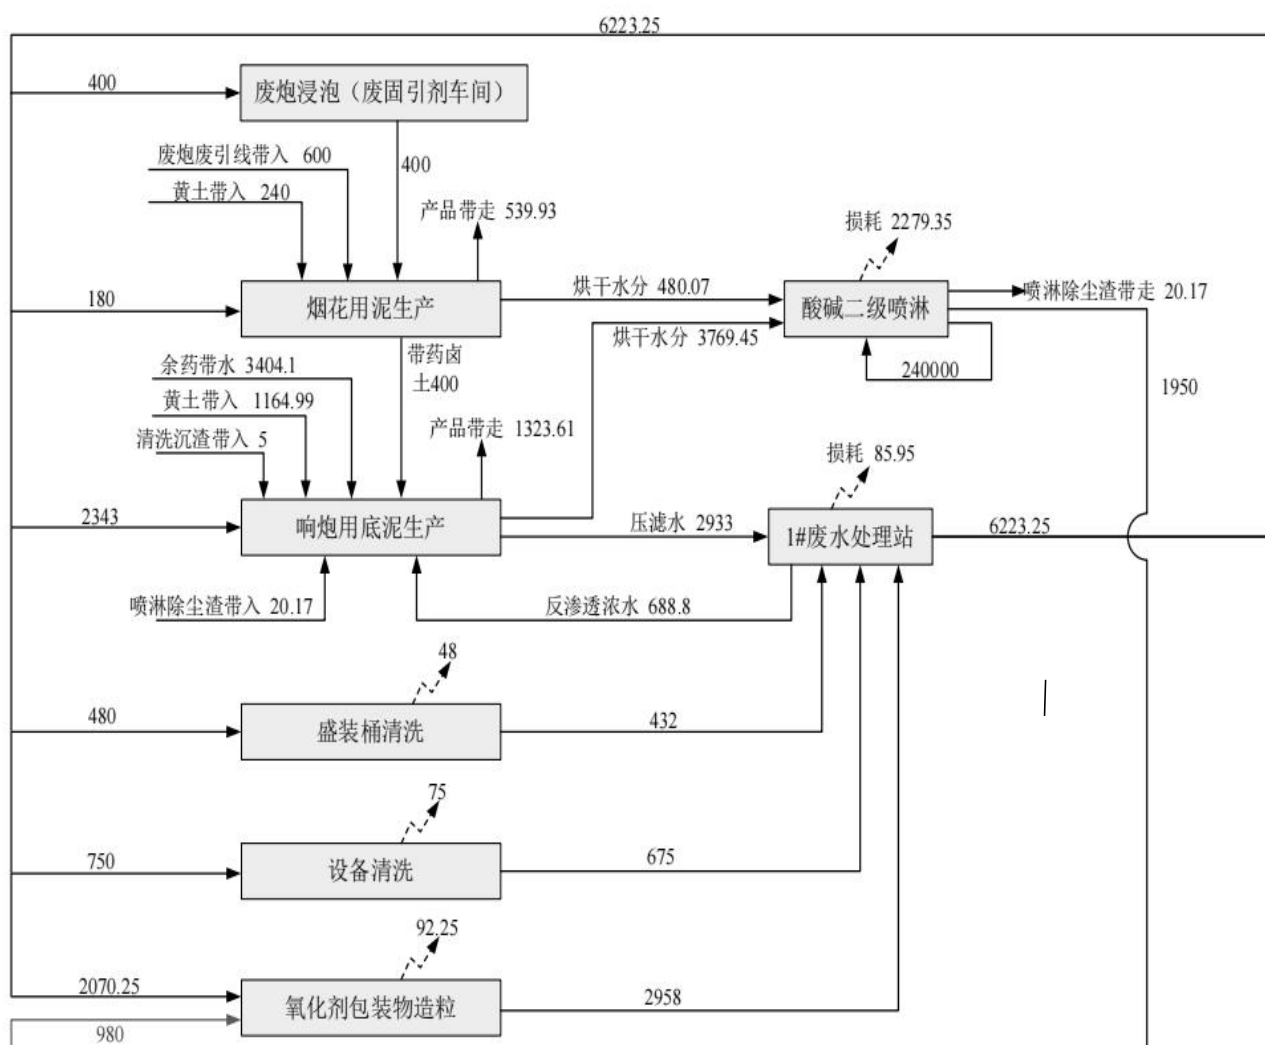 6223.25
400
废炮浸泡（废固引剂车间）
废炮废引线带入 600
400
黄土带入 240
产品带走 539.93
损耗 2279.35
180
烟花用泥生产
烘干水分 480.07
酸碱二级喷淋
喷淋除尘渣带走 20.17
烘干水分 3769.45
240000
1950
带药卤
土400
余药带水 3404.1
黄土带入 1164.99
清洗沉渣带入 5
产品带走 1323.61
损耗 85.95
2343
响炮用底泥生产
压滤水 2933
1#废水处理站
6223.25
喷淋除尘渣带入 20.17
反渗透浓水 688.8
48
480
盛装桶清洗
432
75
750
设备清洗
675
92.25
2070.25
氧化剂包装物造粒
2958
980